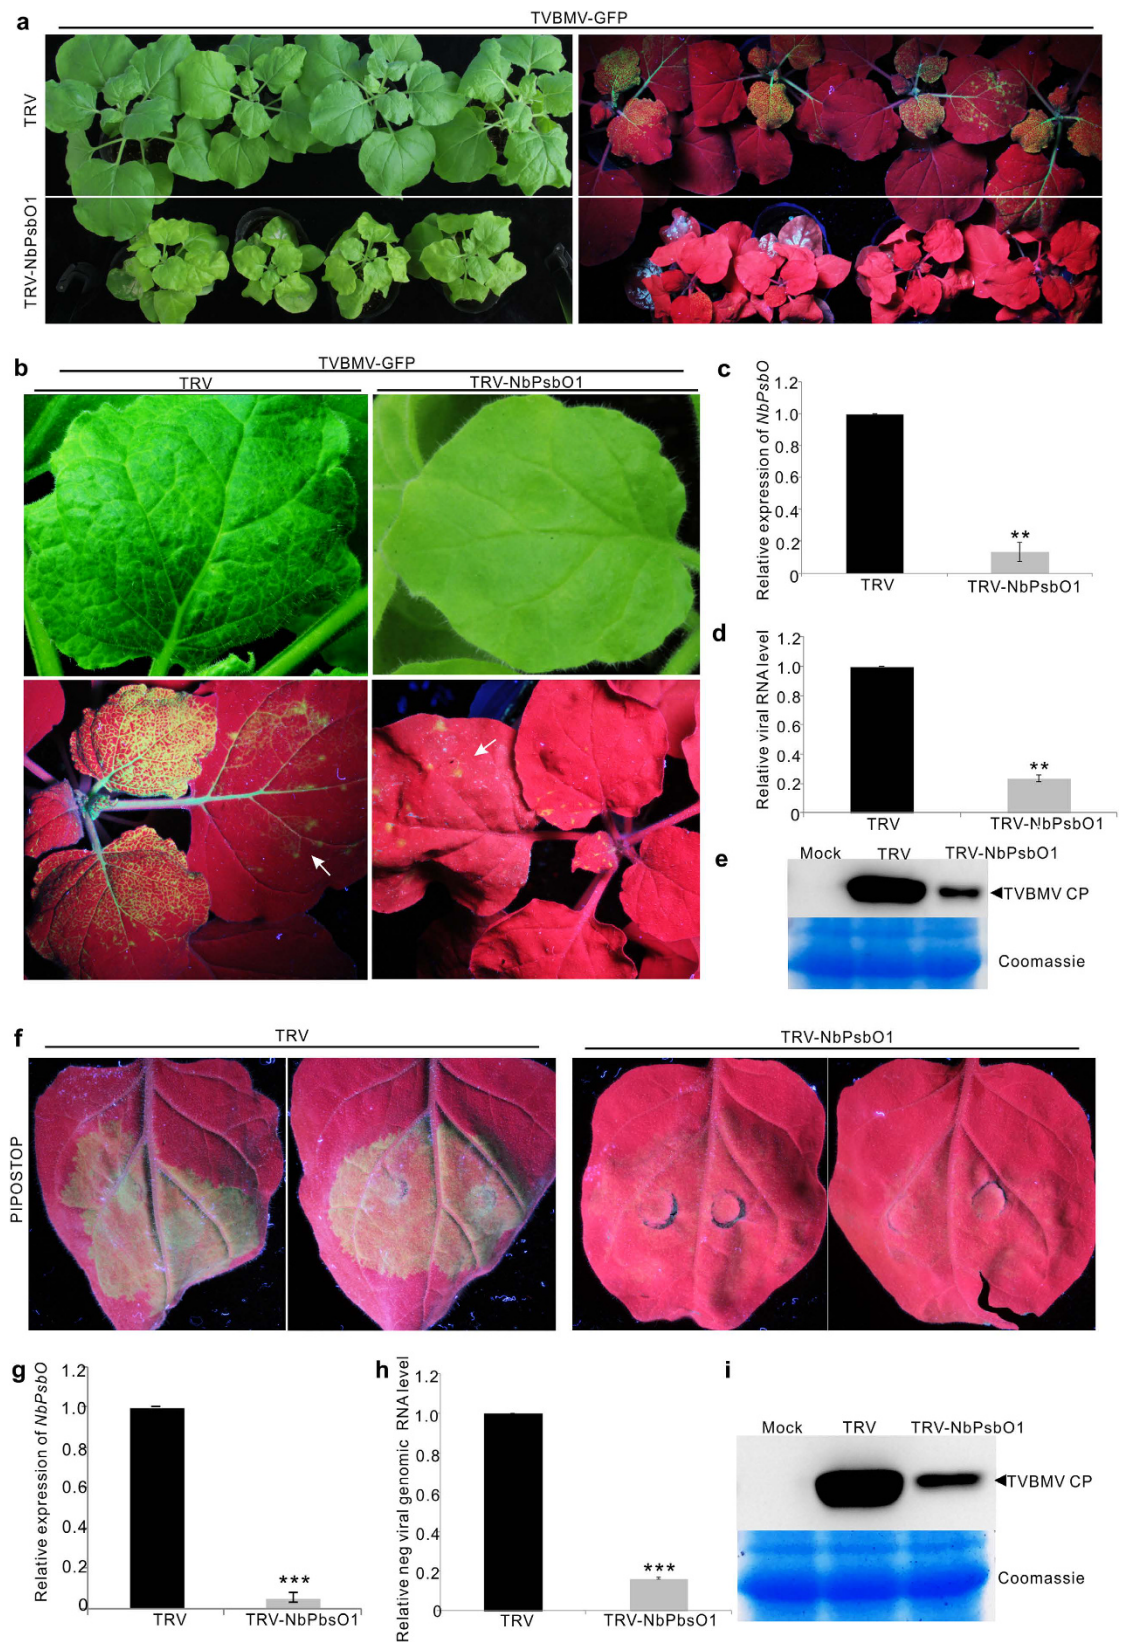 a
TVBMV-GFP
TRV
TRV-NbPsbO1
b
TVBMV-GFP
TRV
TRV-NbPsbO1
c
Relative expression of NbPsbO
1.2
1.0
0.8
0.6
0.4
0.2
0
**
TRV
TRV-NbPsbO1
d
Relative viral RNA level
1.2
1.0
0.8
0.6
0.4
0.2
0
**
TRV
TRV-NbPsbO1
e
Mock TRV TRV-NbPsbO1
◄TVBMV CP
Coomassie
f
TRV
TRV-NbPsbO1
PIPOSTOP
g
Relative expression of NbPsbO
1.2
1.0
0.8
0.6
0.4
0.2
0
***
TRV
TRV-NbPbsO1
h
Relative neg viral genomic RNA level
1.2
1.0
0.8
0.6
0.4
0.2
0
***
TRV
TRV-NbPbsO1
i
Mock TRV TRV-NbPsbO1
◄TVBMV CP
Coomassie